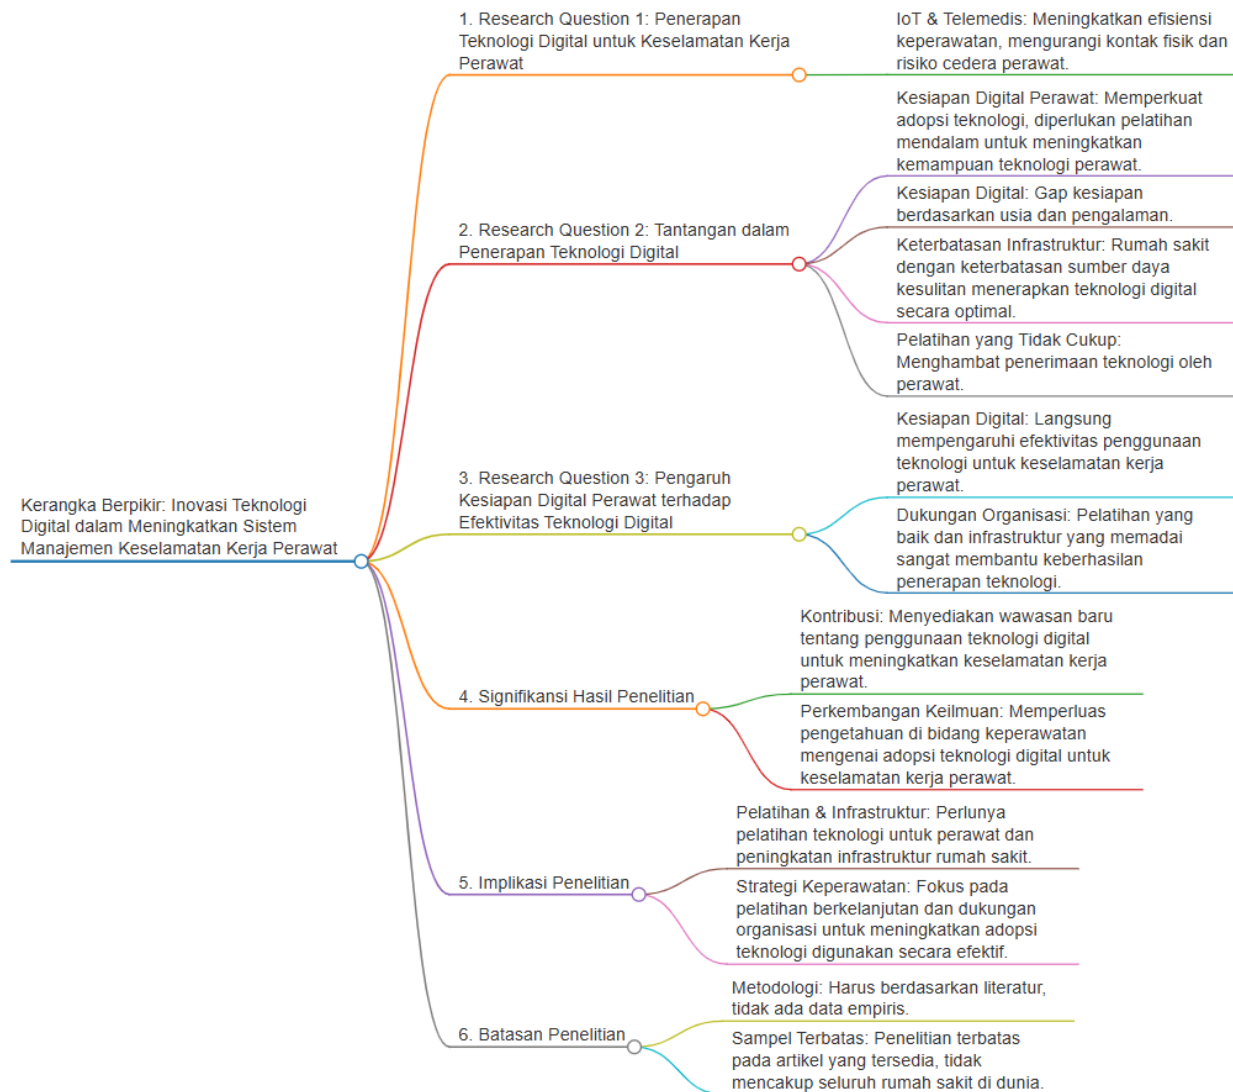 Kerangka Berpikir: Inovasi Teknologi
Digital dalam Meningkatkan Sistem
Manajemen Keselamatan Kerja Perawat
1. Research Question 1: Penerapan
Teknologi Digital untuk Keselamatan Kerja
Perawat
IoT & Telemedis: Meningkatkan efisiensi
keperawatan, mengurangi kontak fisik dan
risiko cedera perawat.
2. Research Question 2: Tantangan dalam
Penerapan Teknologi Digital
Kesiapan Digital Perawat: Memperkuat
adopsi teknologi, diperlukan pelatihan
mendalam untuk meningkatkan
kemampuan teknologi perawat.
Kesiapan Digital: Gap kesiapan
berdasarkan usia dan pengalaman.
Keterbatasan Infrastruktur: Rumah sakit
dengan keterbatasan sumber daya
kesulitan menerapkan teknologi digital
secara optimal.
Pelatihan yang Tidak Cukup:
Menghambat penerimaan teknologi oleh
perawat.
3. Research Question 3: Pengaruh
Kesiapan Digital Perawat terhadap
Efektivitas Teknologi Digital
Kesiapan Digital: Langsung
mempengaruhi efektivitas penggunaan
teknologi untuk keselamatan kerja
perawat.
Dukungan Organisasi: Pelatihan yang
baik dan infrastruktur yang memadai
sangat membantu keberhasilan
penerapan teknologi.
4. Signifikansi Hasil Penelitian
Kontribusi: Menyediakan wawasan baru
tentang penggunaan teknologi digital
untuk meningkatkan keselamatan kerja
perawat.
Perkembangan Keilmuan: Memperluas
pengetahuan di bidang keperawatan
mengenai adopsi teknologi digital untuk
keselamatan kerja perawat.
5. Implikasi Penelitian
Pelatihan & Infrastruktur: Perlunya
pelatihan teknologi untuk perawat dan
peningkatan infrastruktur rumah sakit.
Strategi Keperawatan: Fokus pada
pelatihan berkelanjutan dan dukungan
organisasi untuk meningkatkan adopsi
teknologi digunakan secara efektif.
6. Batasan Penelitian
Metodologi: Harus berdasarkan literatur,
tidak ada data empiris.
Sampel Terbatas: Penelitian terbatas
pada artikel yang tersedia, tidak
mencakup seluruh rumah sakit di dunia.